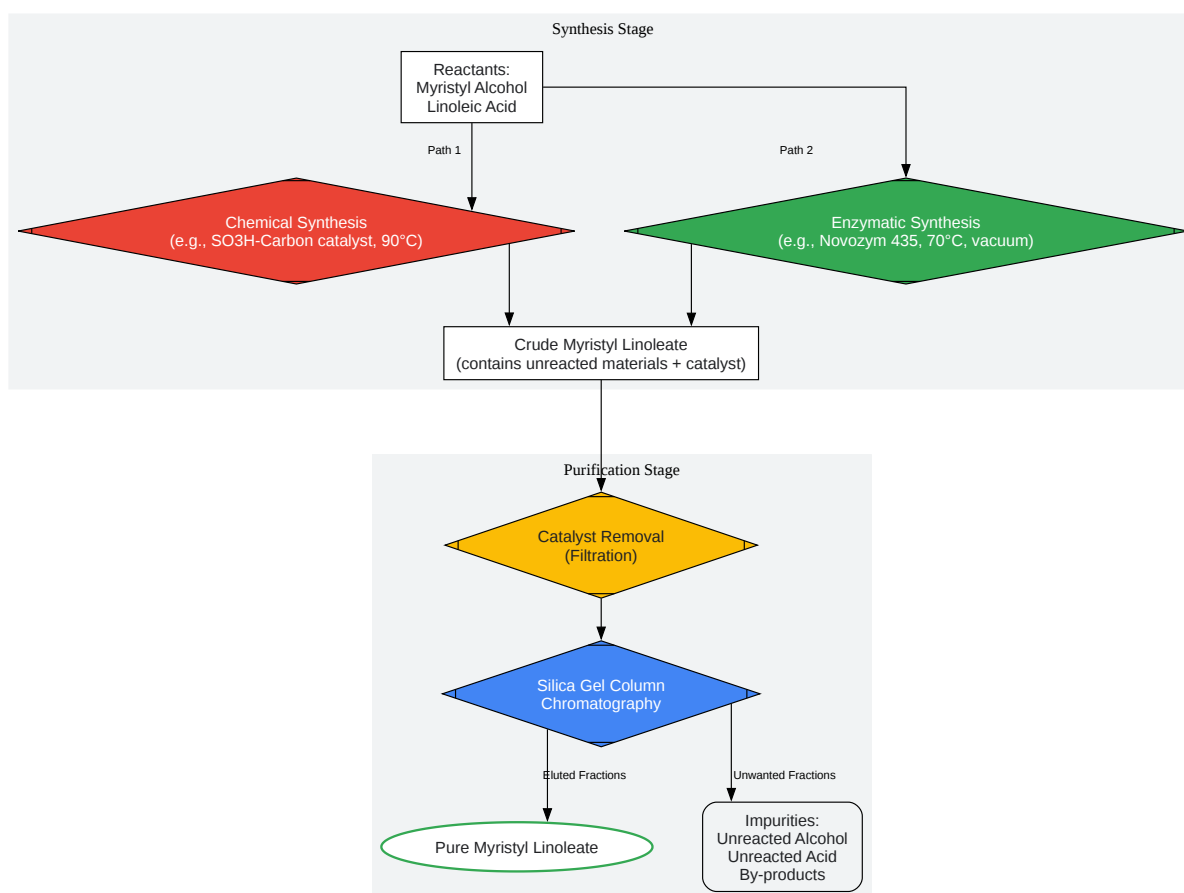 Synthesis Stage
Reactants:
Myristyl Alcohol
Linoleic Acid
Path 1
Path 2
Chemical Synthesis
(e.g., SO3H-Carbon catalyst, 90°C)
Enzymatic Synthesis
(e.g., Novozym 435, 70°C, vacuum)
Crude Myristyl Linoleate
(contains unreacted materials + catalyst)
Purification Stage
Catalyst Removal
(Filtration)
Silica Gel Column
Chromatography
Eluted Fractions
Unwanted Fractions
Pure Myristyl Linoleate
Impurities:
Unreacted Alcohol
Unreacted Acid
By-products